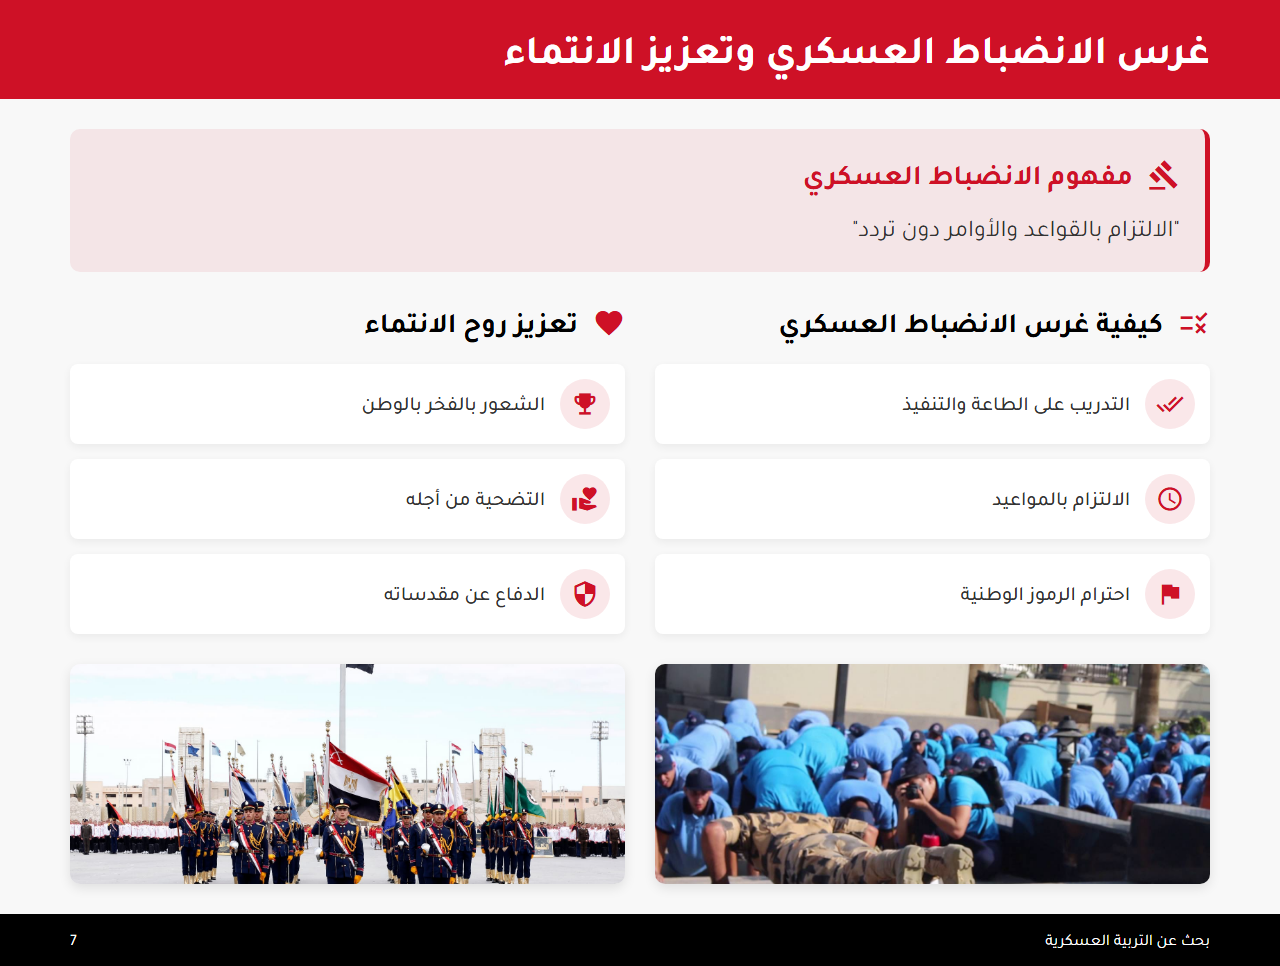 غرس الانضباط العسكري وتعزيز الانتماء
مفهوم الانضباط العسكري
"الالتزام بالقواعد والأوامر دون تردد"
كيفية غرس الانضباط العسكري
التدريب على الطاعة والتنفيذ
الالتزام بالمواعيد
احترام الرموز الوطنية
تعزيز روح الانتماء
الشعور بالفخر بالوطن
التضحية من أجله
الدفاع عن مقدساته
بحث عن التربية العسكرية
7